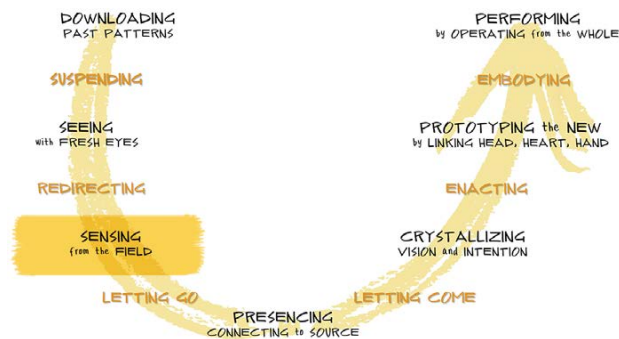 DOWNLOADING
PAST PATTERNS
SUSPENDING
SEEING
with FRESH EYES
REDIRECTING
SENSING
from the FIELD
LETTING GO
PRESENCING
CONNECTING to SOURCE
LETTING COME
CRYSTALLIZING
VISION and INTENTION
ENACTING
PROTOTYPING the NEW
by LINKING HEAD, HEART, HAND
EMBODYING
PERFORMING
by OPERATING from the WHOLE